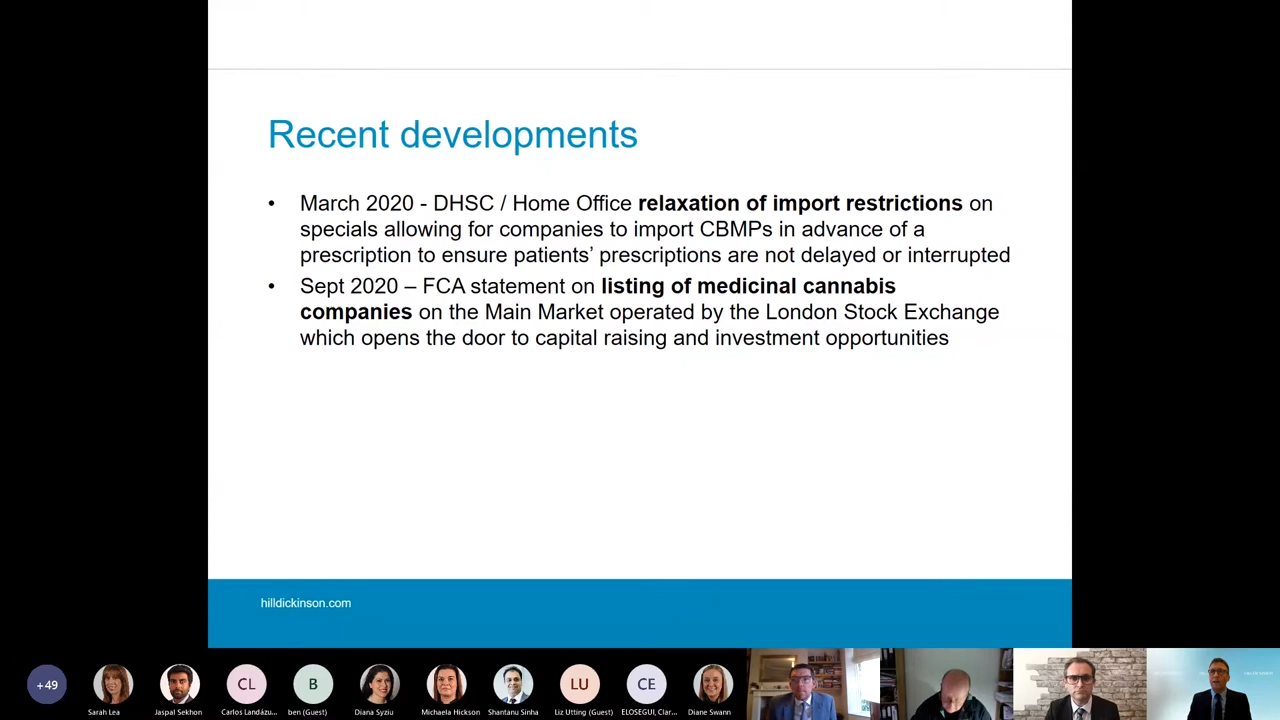 Recent developments
• March 2020 - DHSC / Home Office relaxation of import restrictions on
specials allowing for companies to import CBMPs in advance of a
prescription to ensure patients’ prescriptions are not delayed or interrupted
• Sept 2020 – FCA statement on listing of medicinal cannabis
companies on the Main Market operated by the London Stock Exchange
which opens the door to capital raising and investment opportunities
hilldickinson.com
+49
CL
B
LU
CE
Sarah Lea
Jaspal Sekhon
Carlos Landázu...
ben (Guest)
Diana Syziu
Michaela Hickson
Shantanu Sinha
Liz Utting (Guest)
ELOSEGUI, Clar...
Diane Swann